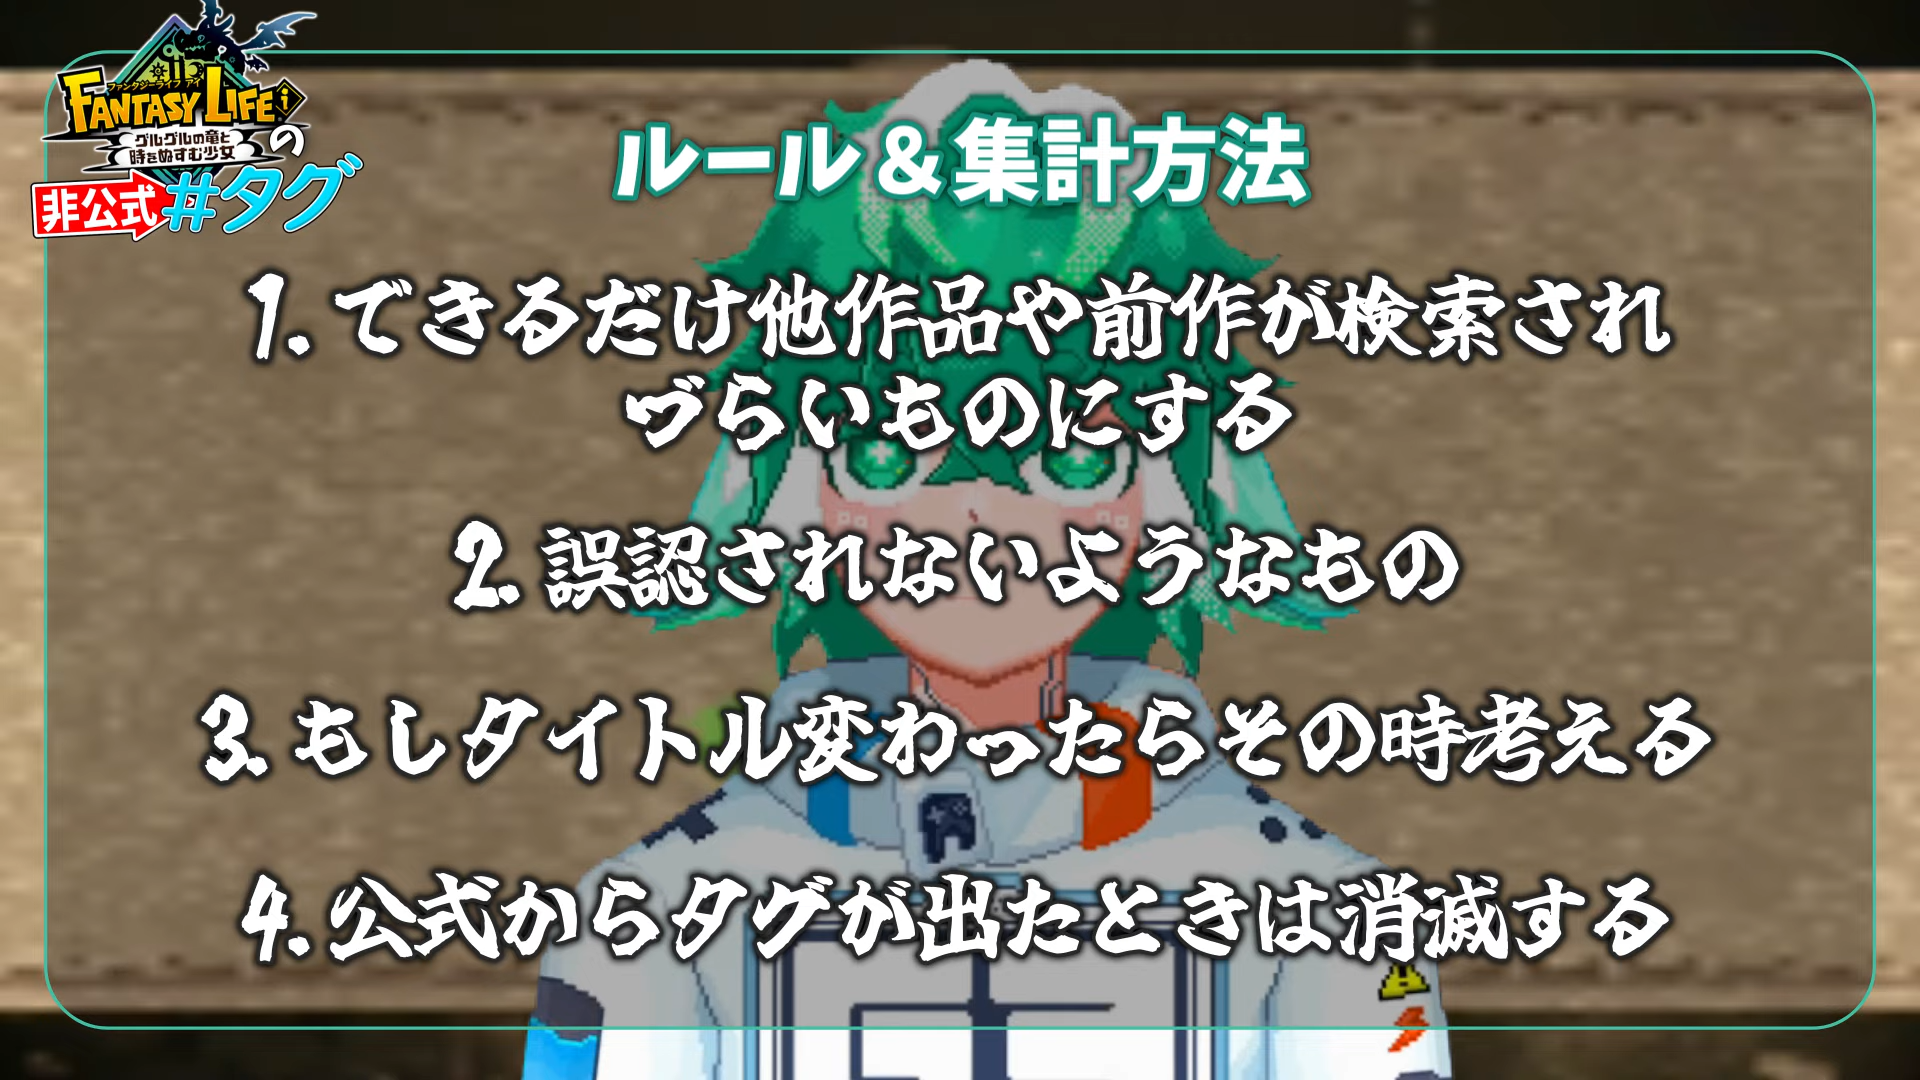 ファンタジーライフ アイ
FANTASY LIFE i
グルグルの竜と
時をぬすむ少女
の
非公式#タグ
ルール&集計方法
1. できるだけ他作品や前作が検索され
づらいものにする
2. 誤認されないようなもの
3. もしタイトル変わったらその時考える
4. 公式からタグが出たときは消滅する